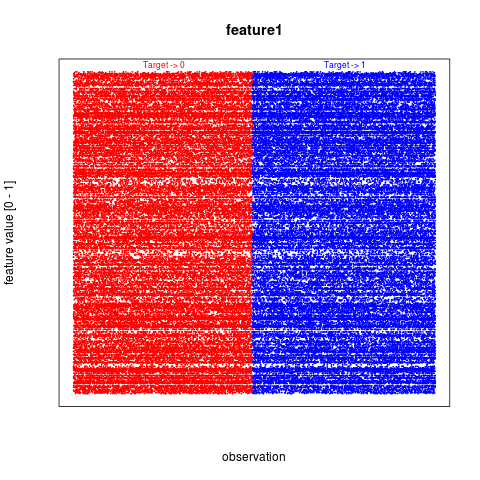 feature1
Target -> 0
Target -> 1
feature value [0 - 1]
observation